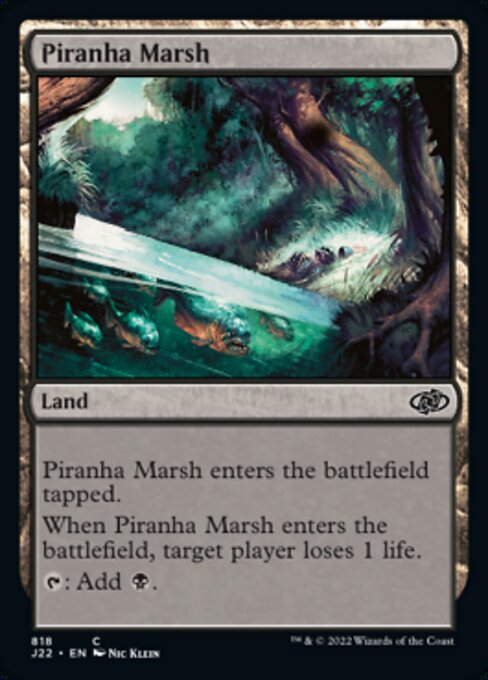 Piranha Marsh
Land
Piranha Marsh enters the battlefield
tapped.
When Piranha Marsh enters the
battlefield, target player loses 1 life.
: Add .
818 C
J22 • EN Nic Klein
™ & © 2022 Wizards of the Coast